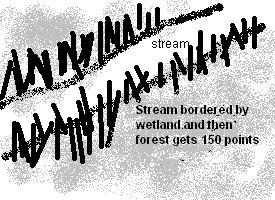 stream
Stream bordered by
wetland and then
forest gets 150 points